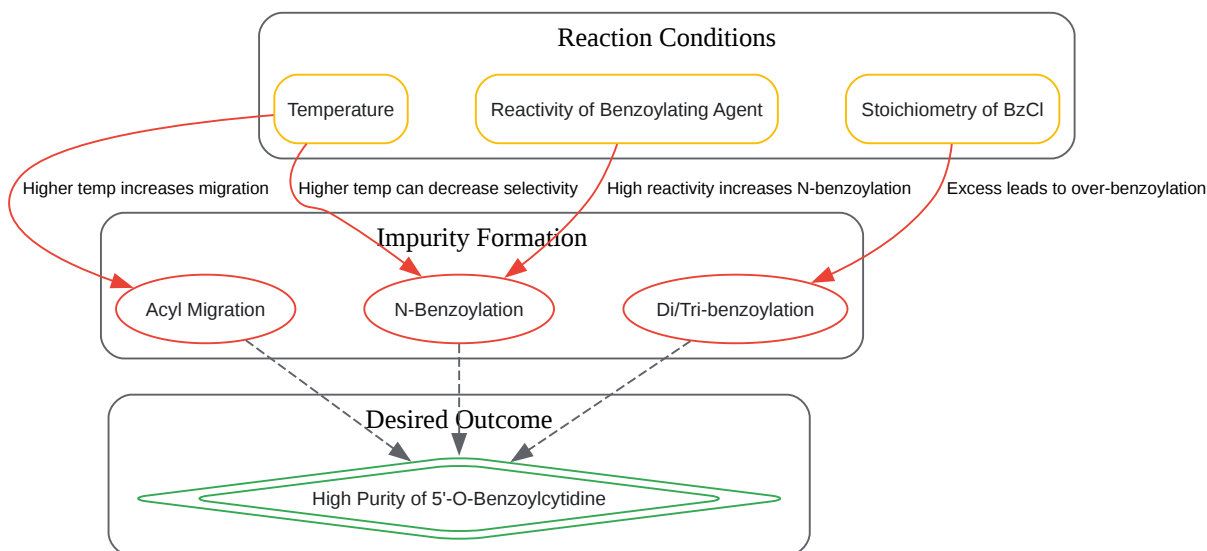 Reaction Conditions
Temperature
Reactivity of Benzoylating Agent
Stoichiometry of BzCl
Higher temp increases migration
Higher temp can decrease selectivity
High reactivity increases N-benzoylation
Excess leads to over-benzoylation
Impurity Formation
Acyl Migration
N-Benzoylation
Di/Tri-benzoylation
Desired Outcome
High Purity of 5'-O-Benzoylcytidine